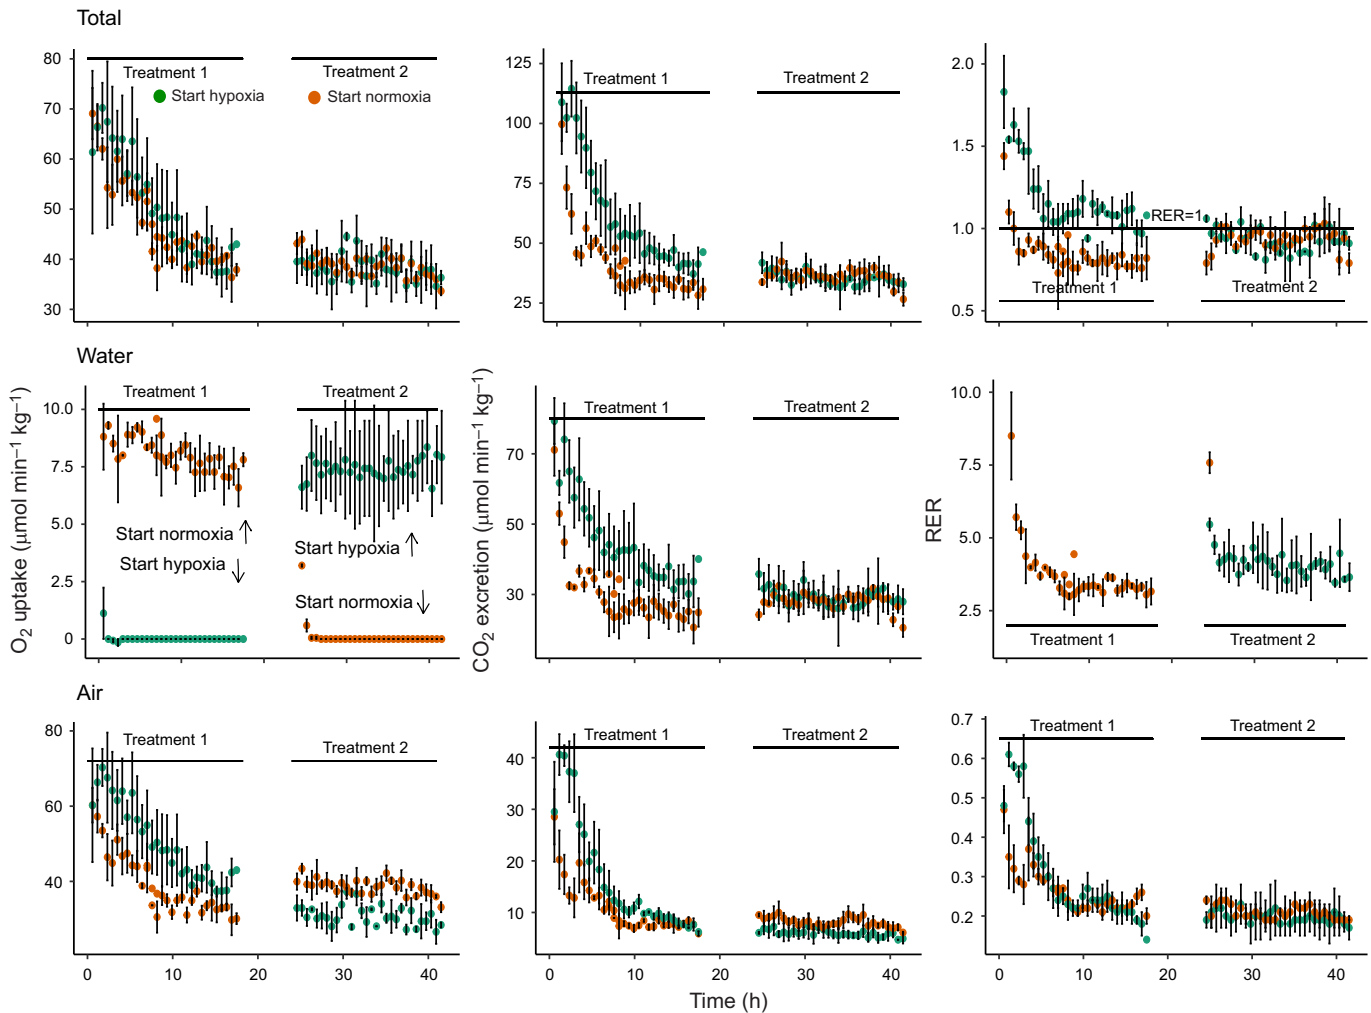 Total
80
70
60
50
40
30
Treatment 1
Treatment 2
Start hypoxia
Start normoxia
125
100
75
50
25
Treatment 1
Treatment 2
2.0
1.5
1.0
0.5
RER=1
Treatment 1
Treatment 2
Water
O2 uptake (µmol min−1 kg−1)
10.0
7.5
5.0
2.5
0
Treatment 1
Treatment 2
Start normoxia
Start hypoxia
Start hypoxia
Start normoxia
CO2 excretion (µmol min−1 kg−1)
70
50
30
Treatment 1
Treatment 2
RER
10.0
7.5
5.0
2.5
Treatment 1
Treatment 2
Air
80
60
40
Treatment 1
Treatment 2
0 10 20 30 40
40
30
20
10
Treatment 1
Treatment 2
0 10 20 30 40
0.7
0.6
0.5
0.4
0.3
0.2
Treatment 1
Treatment 2
0 10 20 30 40
Time (h)